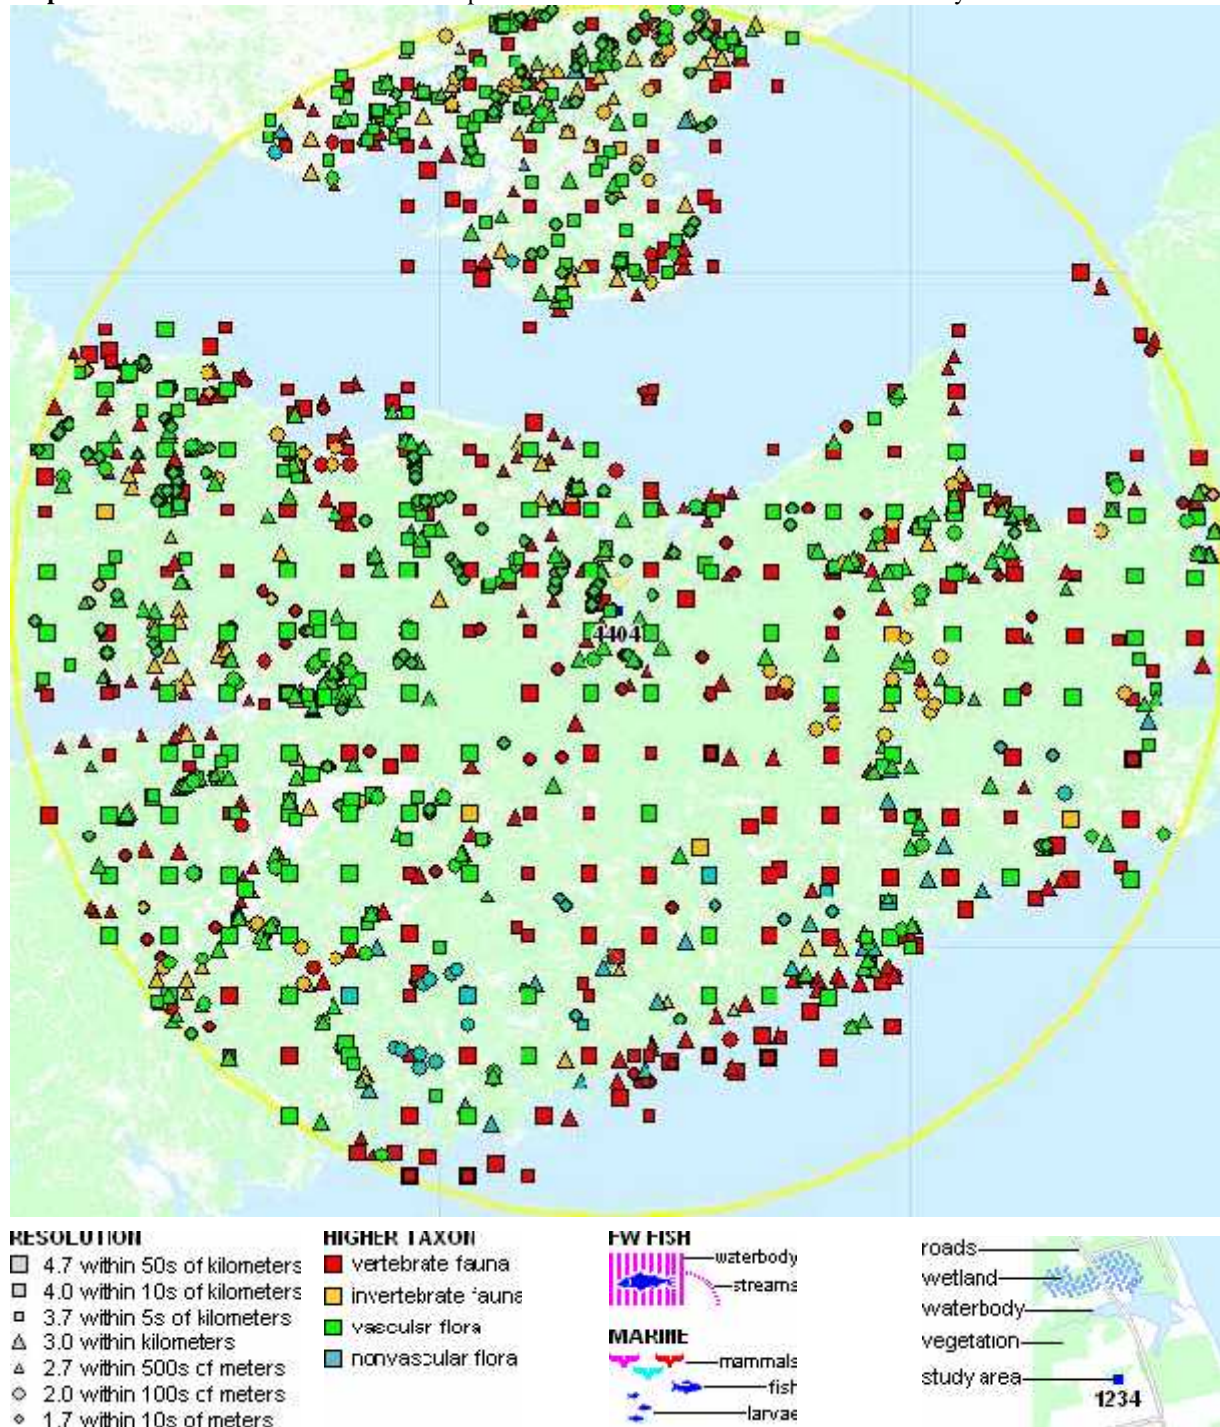 4404
RESOLUTION
4.7 within 50s of kilometers
4.0 within 10s of kilometers
3.7 within 5s of kilometers
3.0 within kilometers
2.7 within 500s of meters
2.0 within 100s of meters
1.7 within 10s of meters
HIGHER TAXON
vertebrate fauna
invertebrate fauna
vascular flora
nonvascular flora
FW FISH
waterbody
streams
MARINE
mammals
fish
larvae
roads
wetland
waterbody
vegetation
study area
1234